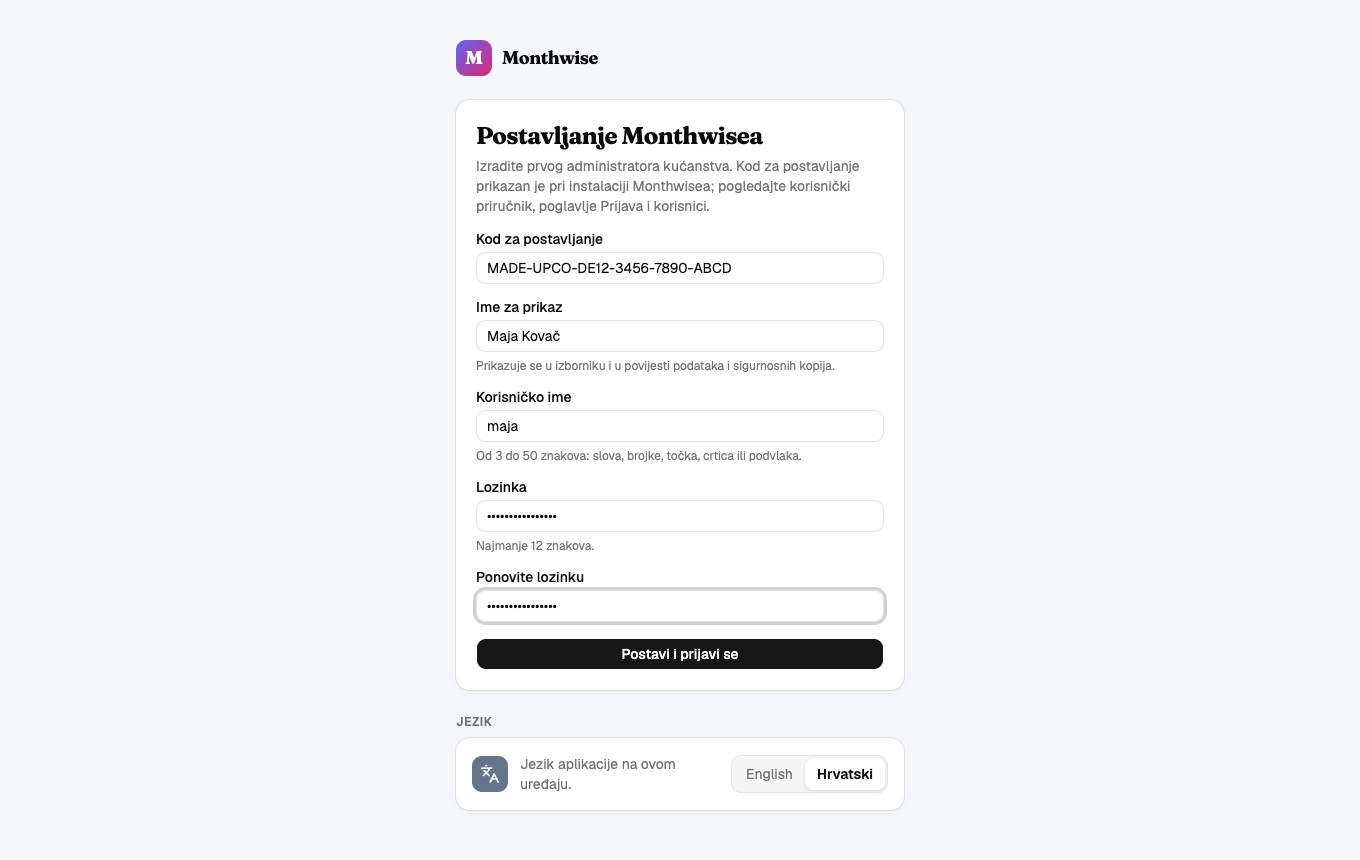 M
Monthwise
Postavljanje Monthwisea
Izradite prvog administratora kućanstva. Kod za postavljanje
prikazan je pri instalaciji Monthwisea; pogledajte korisnički
priručnik, poglavlje Prijava i korisnici.
Kod za postavljanje
MADE-UPCO-DE12-3456-7890-ABCD
Ime za prikaz
Maja Kovač
Prikazuje se u izborniku i u povijesti podataka i sigurnosnih kopija.
Korisničko ime
maja
Od 3 do 50 znakova: slova, brojke, točka, crtica ili podvlaka.
Lozinka
••••••••••••••••
Najmanje 12 znakova.
Ponovite lozinku
••••••••••••••••
Postavi i prijavi se
JEZIK
Jezik aplikacije na ovom
uređaju.
English
Hrvatski